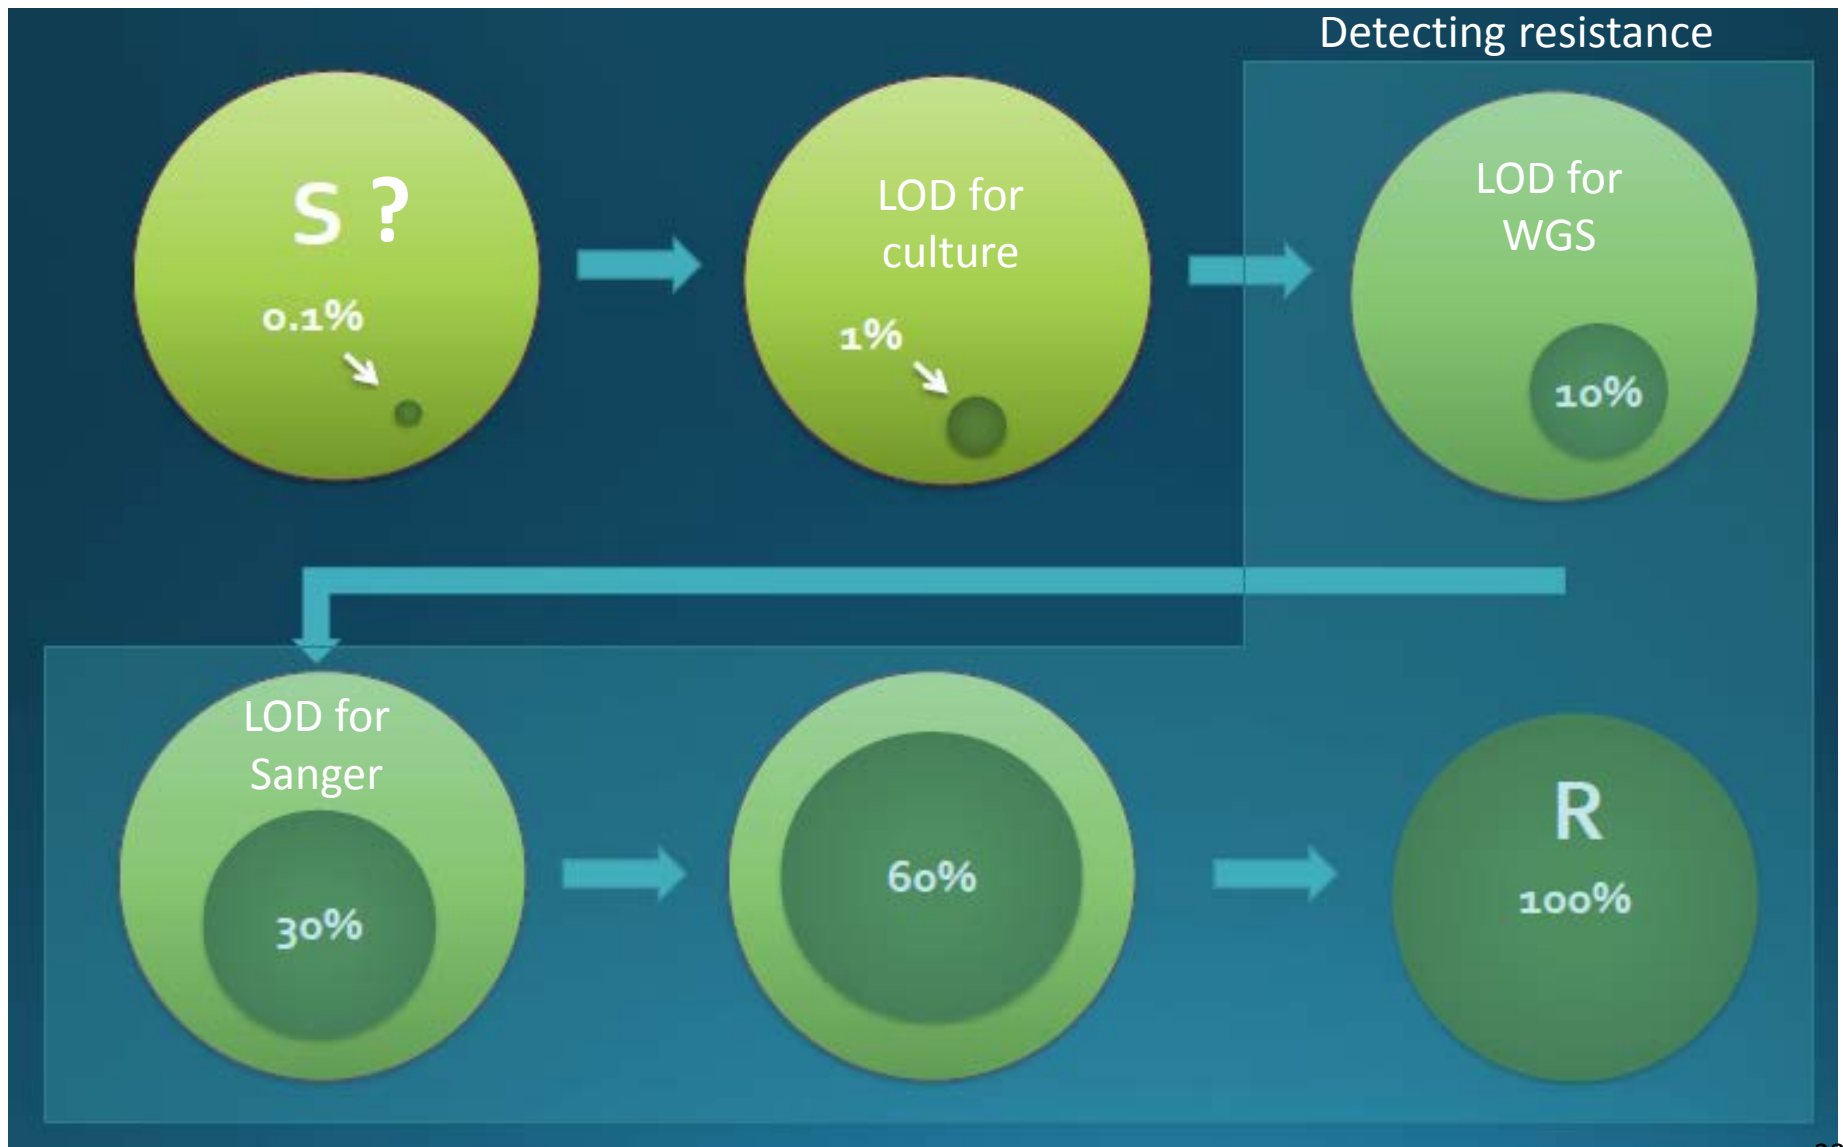 Detecting resistance
S ?
0.1%
LOD for
culture
1%
LOD for
WGS
10%
LOD for
Sanger
30%
60%
R
100%